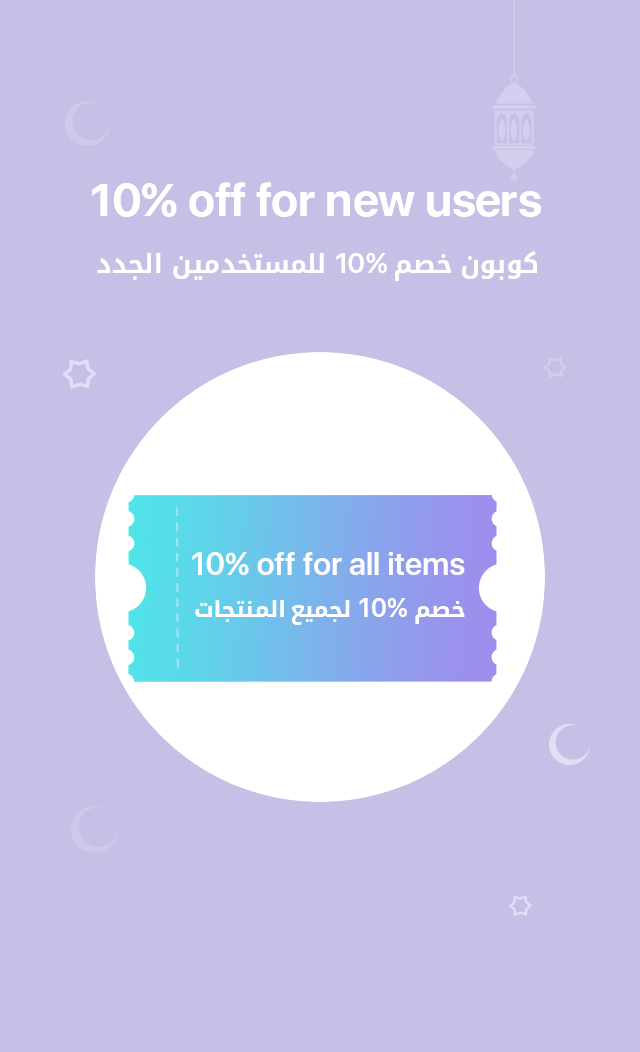 10% off for new users
كوبون خصم 10% للمستخدمين الجدد
10% off for all items
خصم 10% لجميع المنتجات